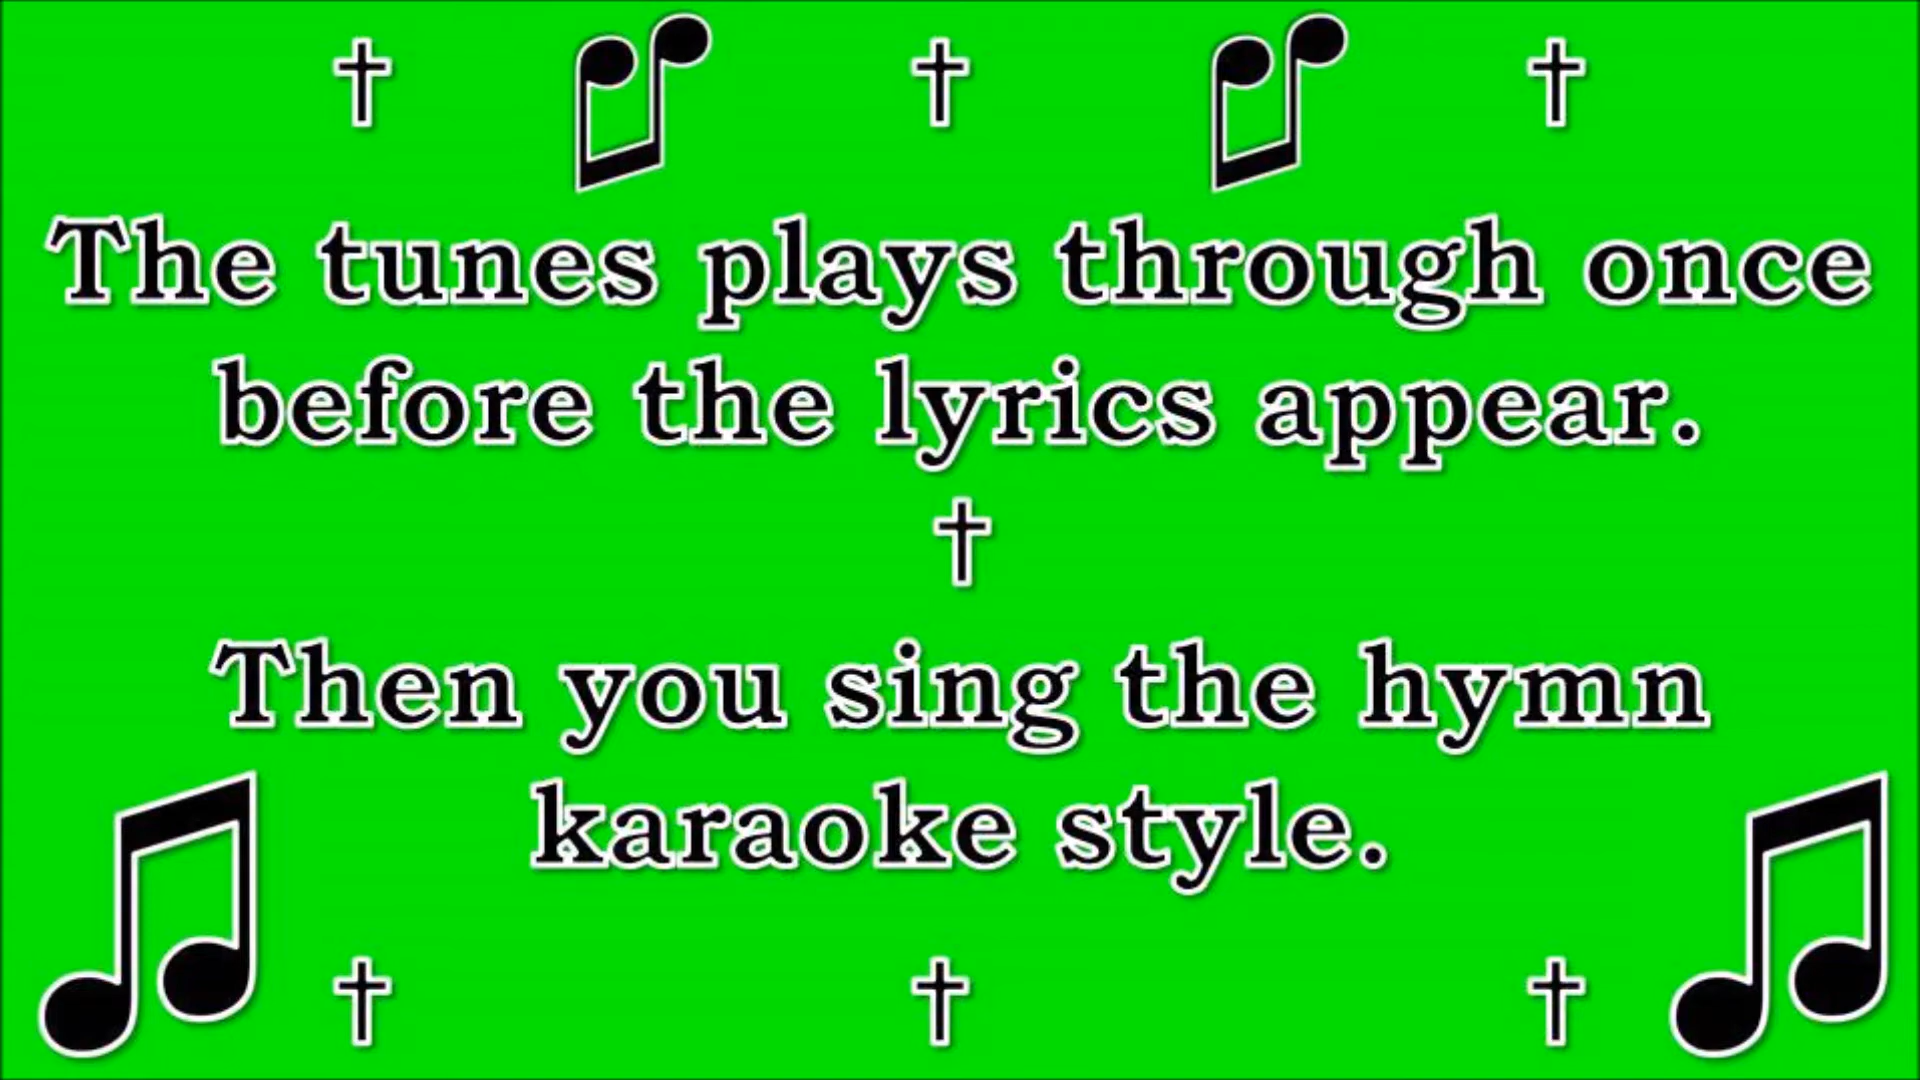 The tunes plays through once
before the lyrics appear.
Then you sing the hymn
karaoke style.